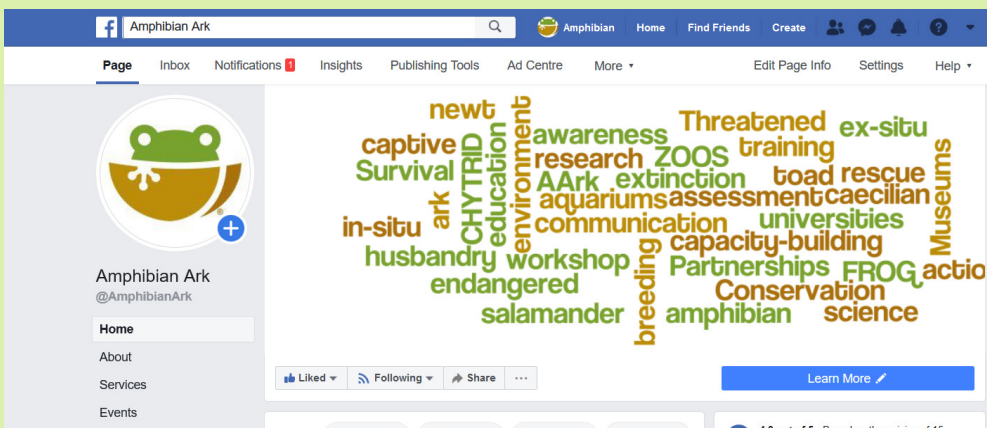 Amphibian Ark
Amphibian Home Find Friends Create
Page Inbox Notifications 1 Insights Publishing Tools Ad Centre More Edit Page Info Settings Help
newt
captive
Survival
CHYTRID
education
environment
awareness
research
ZOOS
Threatened
training
ex-situ
AArk
extinction
toad
rescue
Museums
ark
aquariums
assessment
caecilian
in-situ
communication
universities
husbandry
workshop
capacity-building
breeding
Partnerships
FROG
actio
endangered
Conservation
salamander
amphibian
science
Amphibian Ark
@AmphibianArk
Home
About
Services
Events
Liked Following Share ...
Learn More